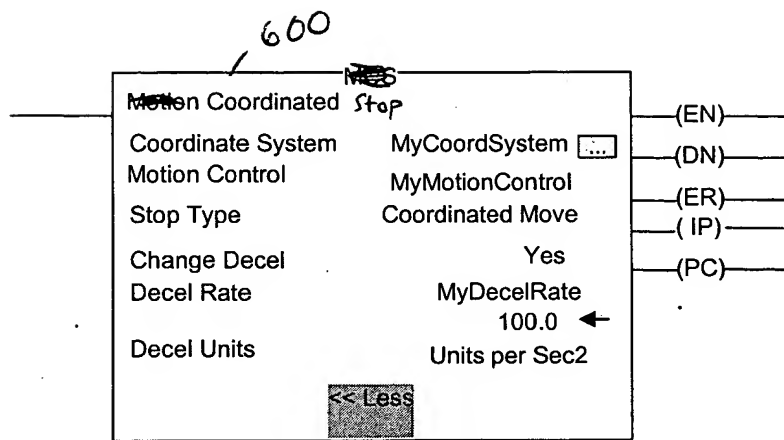 600
Motion Coordinated Stop
Coordinate System MyCoordSystem ...
Motion Control MyMotionControl
Stop Type Coordinated Move
Change Decel Yes
Decel Rate MyDecelRate
100.0
Decel Units Units per Sec2
<< Less
(EN)
(DN)
(ER)
(IP)
(PC)